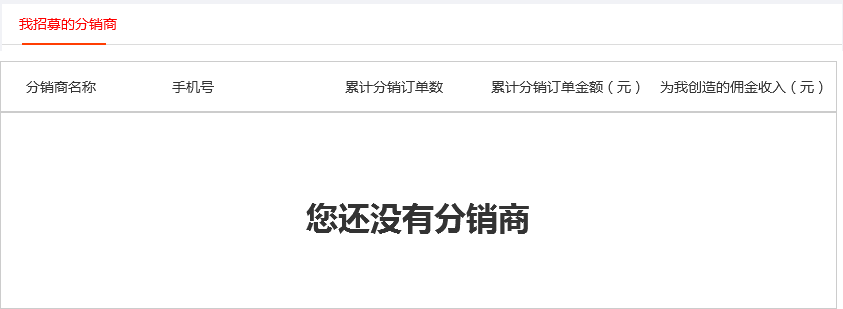 我招募的分销商
分销商名称 手机号 累计分销订单数 累计分销订单金额（元） 为我创造的佣金收入（元）
您还没有分销商